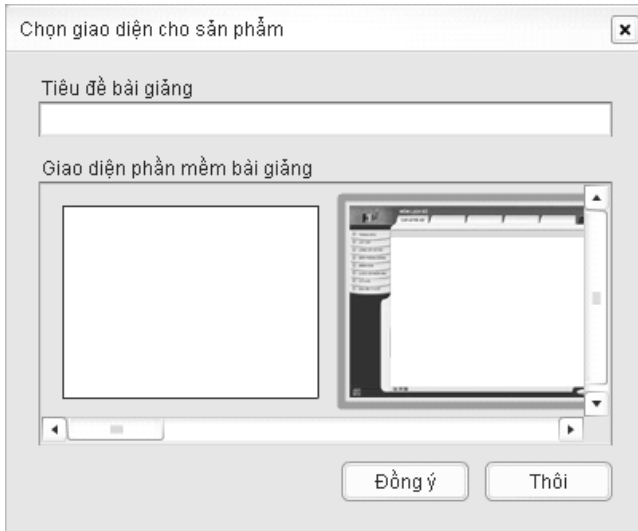 Chọn giao diện cho sản phẩm
Tiêu đề bài giảng
Giao diện phần mềm bài giảng
Đồng ý
Thôi